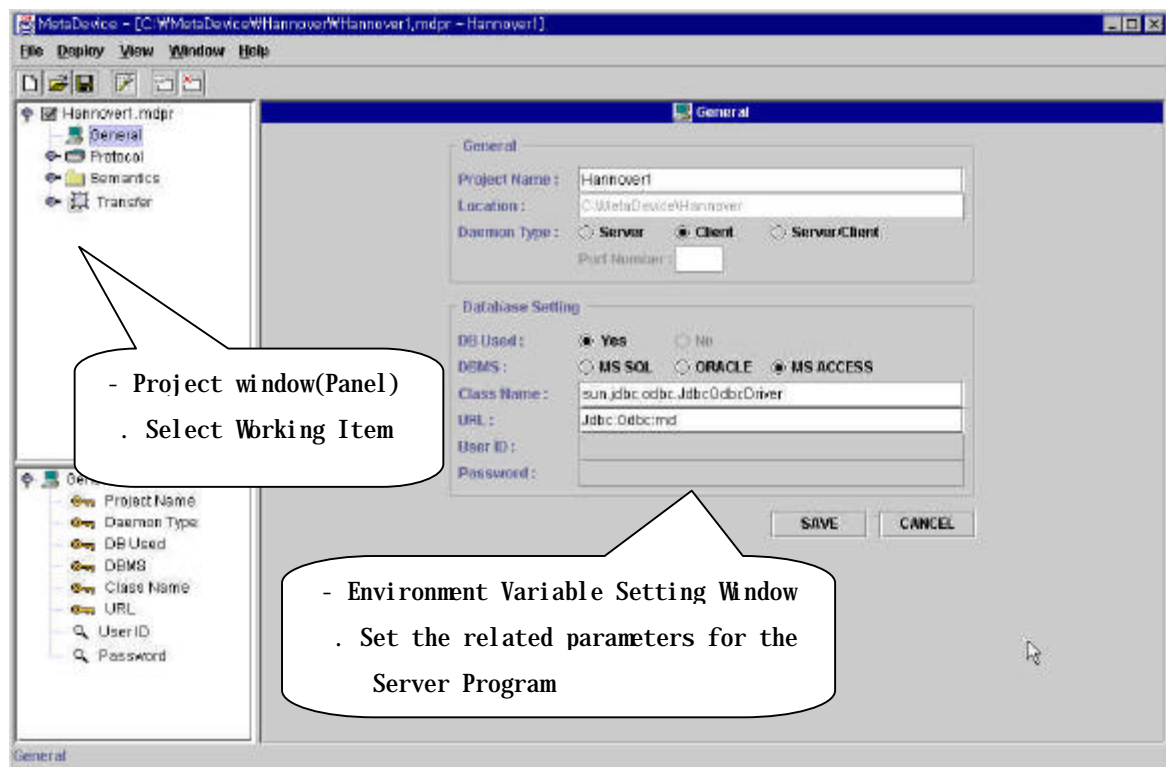 MetaDevice - [C:₩MetaDevice₩Hannover₩Hannover1,mdpr - Hannover1]
File Deploy View Window Help
Hannover1.mdpr
General
Protocol
Semantics
Transfer
General
General
Project Name : Hannover1
Location : C:\MetaDevice\Hannover
Daemon Type : Server Client Server/Client
Port Number :
Database Setting
DB Used : Yes No
DBMS : MS SQL ORACLE MS ACCESS
Class Name : sun.jdbc.odbc.JdbcOdbcDriver
URL : Jdbc:Odbc:md
User ID :
Password :
SAVE CANCEL
- Project window(Panel)
. Select Working Item
Project Name
Daemon Type
DB Used
DBMS
Class Name
URL
User ID
Password
- Environment Variable Setting Window
. Set the related parameters for the
Server Program
General